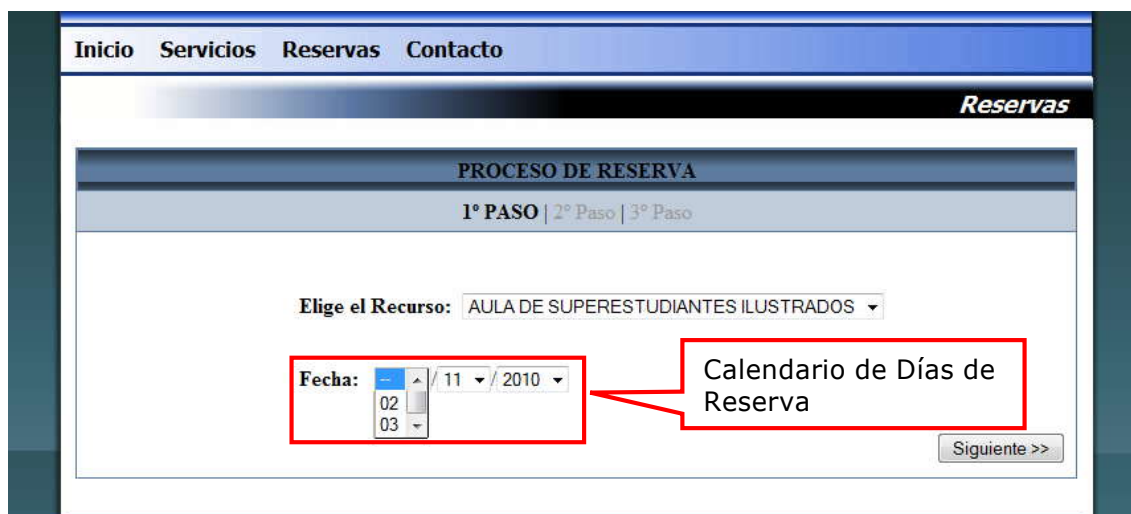 Inicio Servicios Reservas Contacto
Reservas
PROCESO DE RESERVA
1º PASO | 2º Paso | 3º Paso
Elige el Recurso: AULA DE SUPERESTUDIANTES ILUSTRADOS
Fecha: -- / 11 / 2010
02
03
Calendario de Días de
Reserva
Siguiente >>